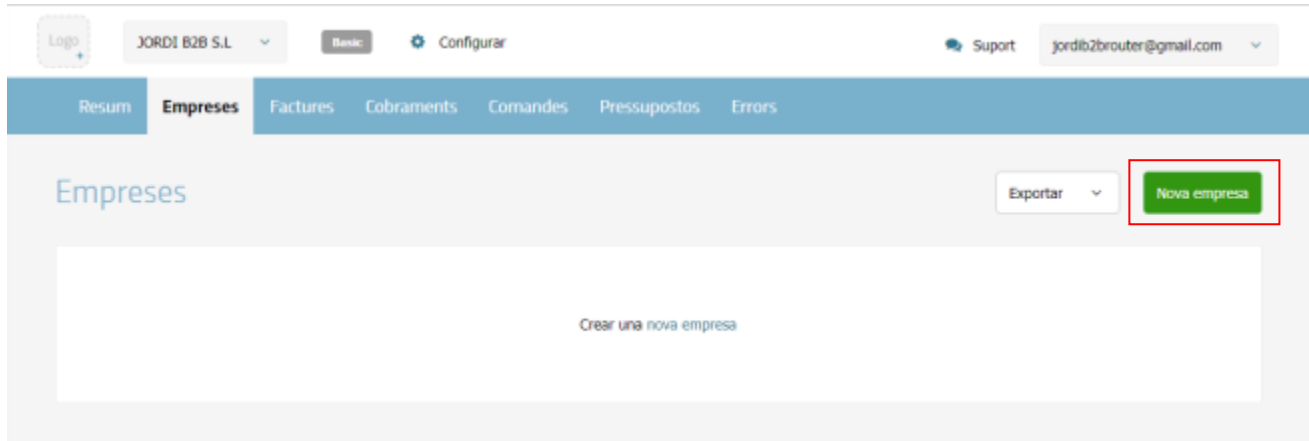 Logo JORDI B2B S.L Basic Configurar Suport jordib2brouter@gmail.com
Resum Empreses Factures Cobraments Comandes Pressupostos Errors
Empreses Exportar Nova empresa
Crear una nova empresa